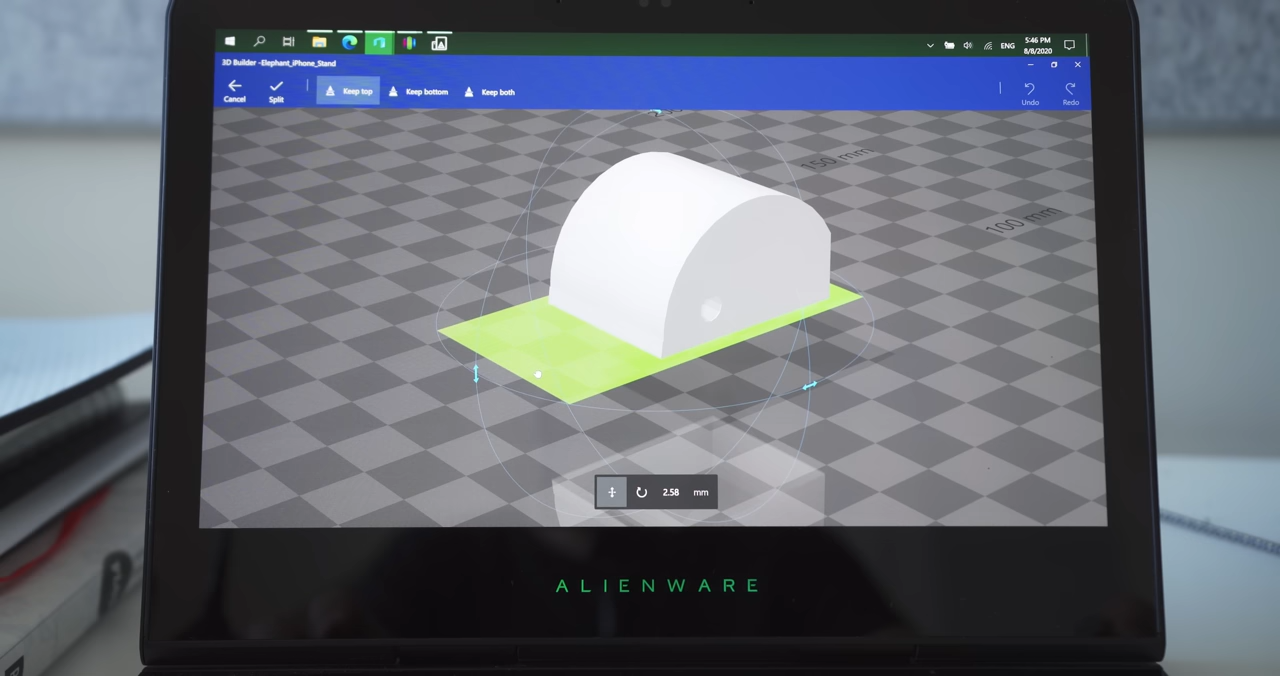 ENG
5:46 PM
8/8/2020
3D Builder -Elephant_iPhone_Stand
Cancel
Split
Keep top
Keep bottom
Keep both
Undo
Redo
150 mm
100 mm
2.58 mm
ALIENWARE